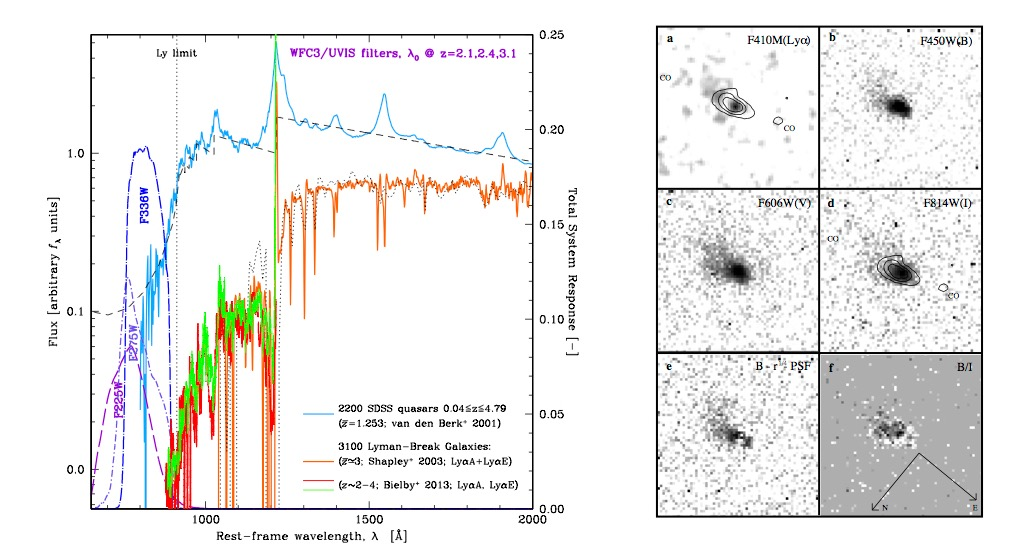 Ly limit
WFC3/UVIS filters, λ₀ @ z=2.1,2.4,3.1
0.25
0.20
0.15
0.10
0.05
0.00
Total System Response [-]
1.0
0.1
0.0
Flux [arbitrary fλ units]
F336W
F275W
F225W
2200 SDSS quasars 0.04≤z≤4.79
(z̅=1.253; van den Berk⁺ 2001)
3100 Lyman-Break Galaxies:
(z̅≃3; Shapley⁺ 2003; LyαA+LyαE)
(z∼2-4; Bielby⁺ 2013; LyαA, LyαE)
1000
1500
2000
Rest-frame wavelength, λ [Å]
a
F410M(Lyα)
CO
CO
b
F450W(B)
c
F606W(V)
d
F814W(I)
CO
CO
e
B - r¼ PSF
f
B/I
N
E